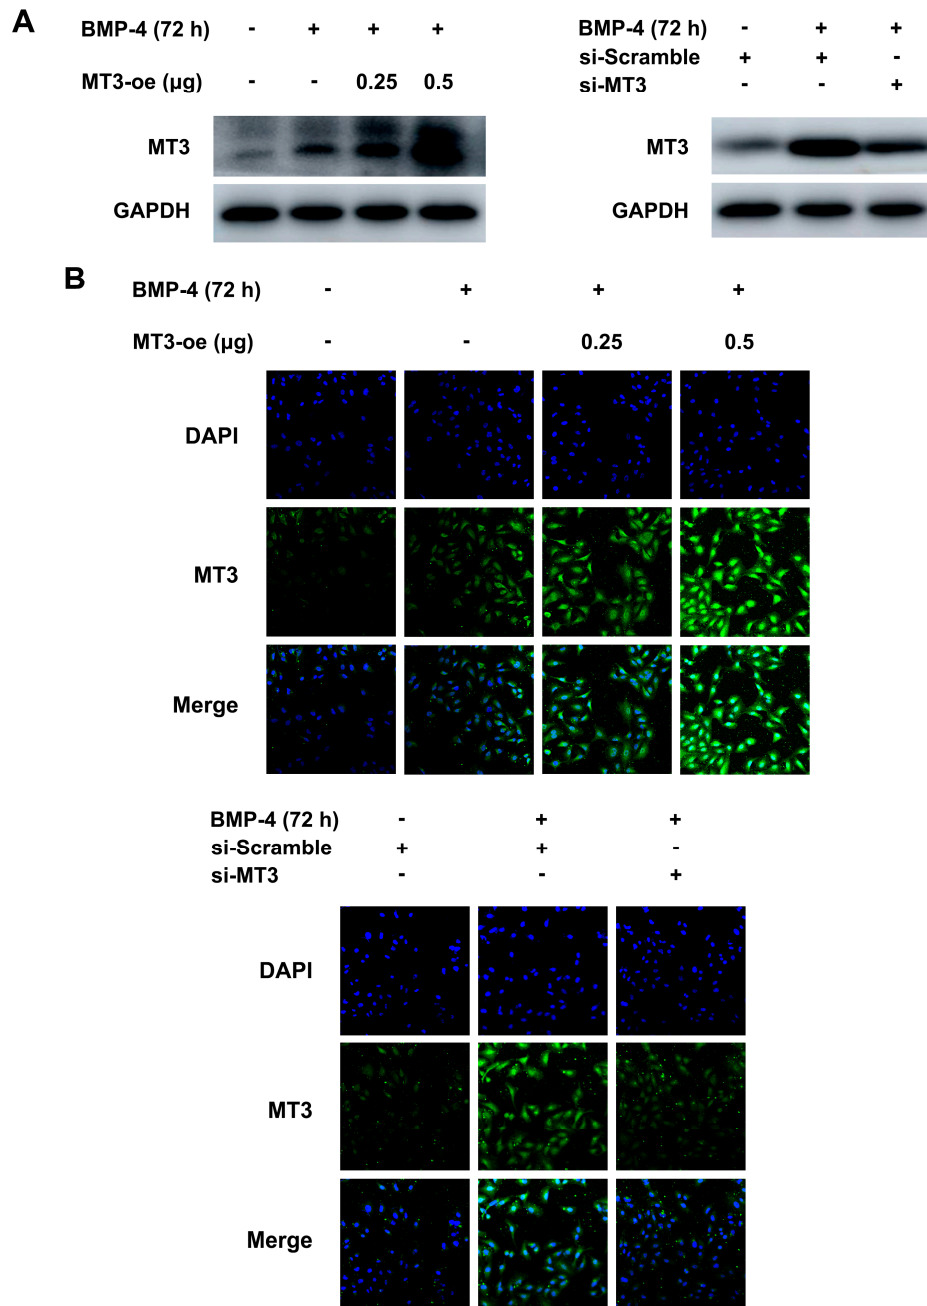 A
BMP-4 (72 h) - + + +
MT3-oe (μg) - - 0.25 0.5
MT3
GAPDH
BMP-4 (72 h) - + +
si-Scramble + + -
si-MT3 - - +
MT3
GAPDH
B
BMP-4 (72 h) - + + +
MT3-oe (μg) - - 0.25 0.5
DAPI
MT3
Merge
BMP-4 (72 h) - + +
si-Scramble + + -
si-MT3 - - +
DAPI
MT3
Merge